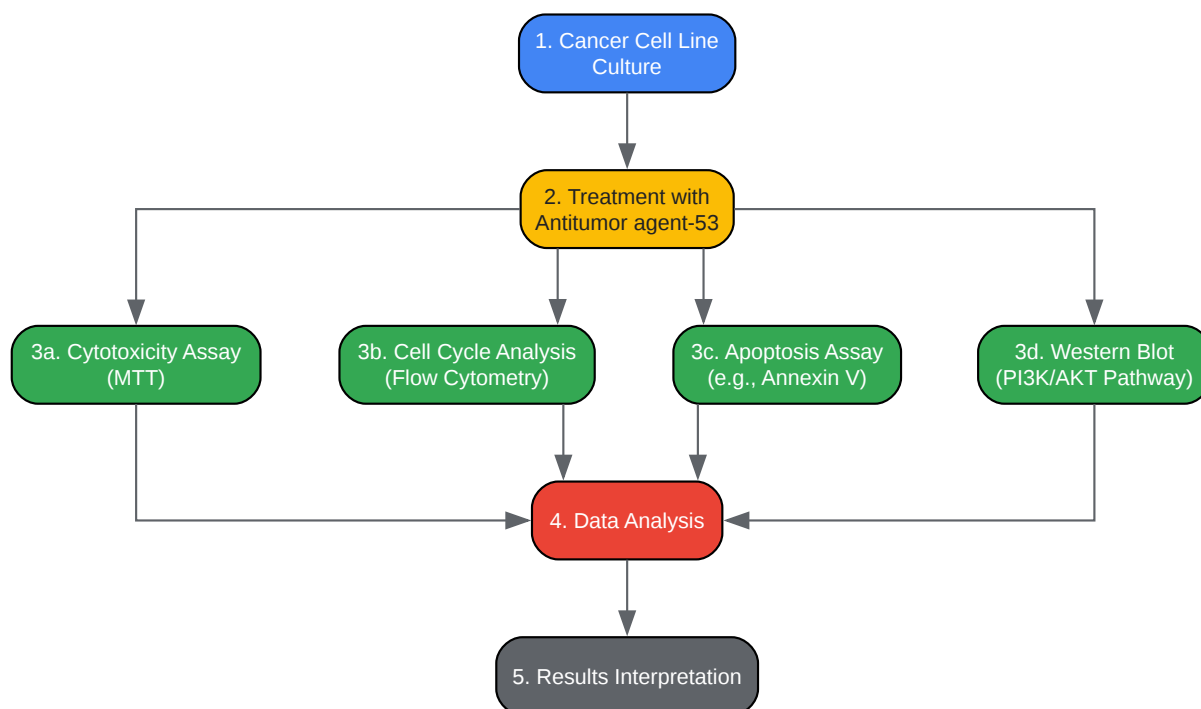 1. Cancer Cell Line
Culture
2. Treatment with
Antitumor agent-53
3a. Cytotoxicity Assay
(MTT)
3b. Cell Cycle Analysis
(Flow Cytometry)
3c. Apoptosis Assay
(e.g., Annexin V)
3d. Western Blot
(PI3K/AKT Pathway)
4. Data Analysis
5. Results Interpretation